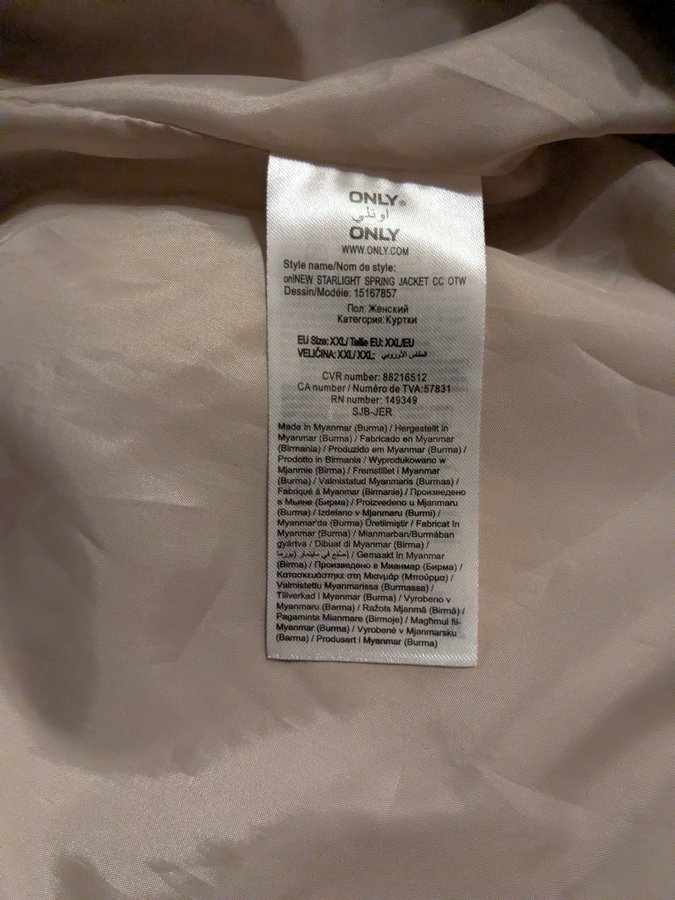 ONLY®
اونلي
ONLY
WWW.ONLY.COM
Style name/Nom de style:
onlNEW STARLIGHT SPRING JACKET CC OTW
Dessin/Modèle: 15167857
Пол: Женский
Категория: Куртки
EU Size: XXL/ Taille EU: XXL/EU
VELIČINA: XXL/XXL: المقاس الأوروبي
CVR number: 88216512
CA number / Numéro de TVA:57831
RN number: 149349
SJB-JER
Made in Myanmar (Burma) / Hergestellt in
Myanmar (Burma) / Fabricado en Myanmar
(Birmania) / Produzido em Myanmar (Burma) /
Prodotto in Birmania / Wyprodukowano w
Mjanmie (Birma) / Fremstillet i Myanmar
(Burma) / Valmistatud Myanmaris (Burmas) /
Fabriqué à Myanmar (Birmanie) / Произведено
в Мьяне (Бирма) / Proizvedeno u Mjanmaru
(Burma) / Izdelano v Mjanmaru (Burmi) /
Myanmar'da (Burma) Üretilmiştir / Fabricat în
Myanmar (Burma) / Mianmarban/Burmában
gyártva / Dibuat di Myanmar (Birma) /
صنع في ماينمار (بورما) / Gemaakt in Myanmar
(Birma) / Произведено в Мианмар (Бирма) /
Κατασκευάστηκε στη Μιανμάρ (Μπούρμα) /
Valmistettu Myanmarissa (Burmassa) /
Tillverkad i Myanmar (Burma) / Vyrobeno v
Myanmaru (Barma) / Ražots Mjanmā (Birmā) /
Pagaminta Mianmare (Birmoje) / Magħmul fil-
Myanmar (Burma) / Vyrobené v Mjanmarsku
(Barma) / Produsert i Myanmar (Burma)